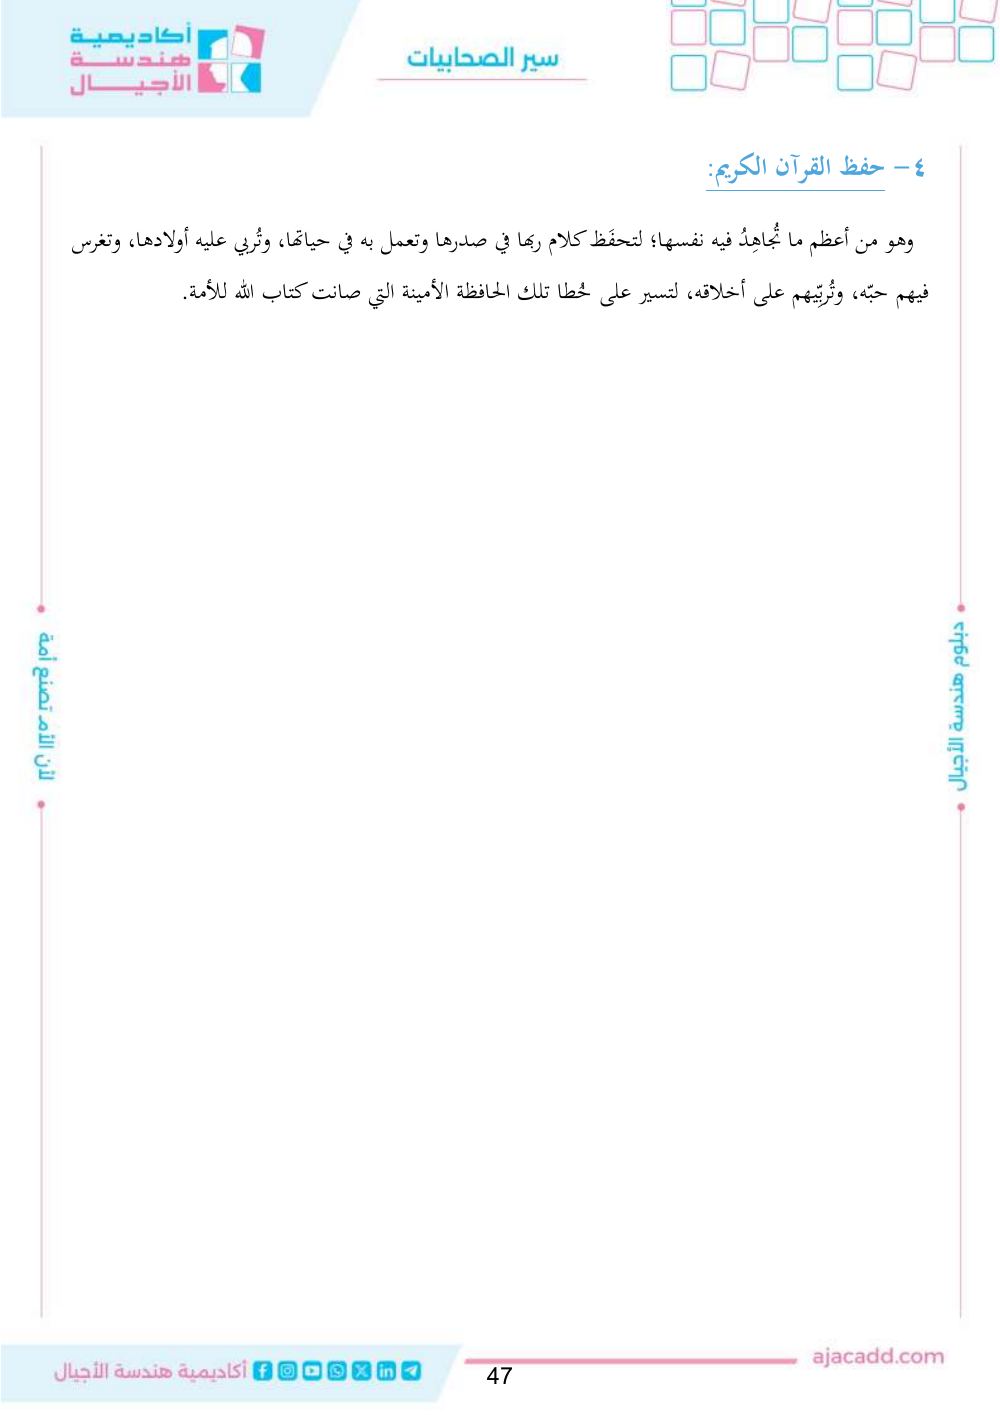 أكاديمية
هندسة
الأجيال
سير الصحابيات
٤ – حفظ القرآن الكريم:
وهو من أعظم ما تُجاهِدُ فيه نفسها؛ لتحفَظ كلام ربها في صدرها وتعمل به في حياتها، وتُربي عليه أولادها، وتغرس
فيهم حبّه، وتُربِّيهم على أخلاقه، لتسير على خُطا تلك الحافظة الأمينة التي صانت كتاب الله للأمة.
دبلوم هندسة الأجيال
لأن الأم تصنع أمة
ajacadd.com
أكاديمية هندسة الأجيال
47